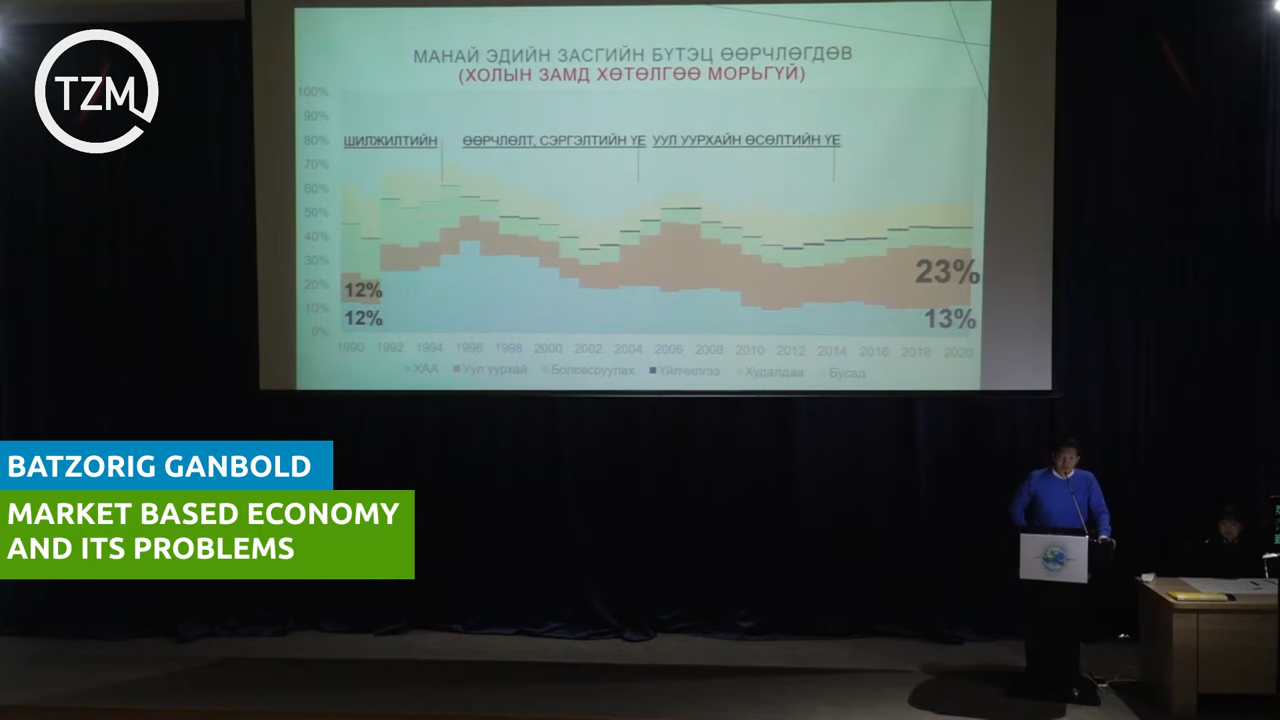 TZM
МАНАЙ ЭДИЙН ЗАСГИЙН БҮТЭЦ ӨӨРЧЛӨГДӨВ
(ХОЛЫН ЗАМД ХӨТӨЛГӨӨ МОРЬГҮЙ)
100%
90%
80%
70%
60%
50%
40%
30%
20%
10%
0%
ШИЛЖИЛТИЙН ӨӨРЧЛӨЛТ, СЭРГЭЛТИЙН ҮЕ УУЛ УУРХАЙН ӨСӨЛТИЙН ҮЕ
12%
12%
23%
13%
1990 1992 1994 1996 1998 2000 2002 2004 2006 2008 2010 2012 2014 2016 2018 2020
ХАА Уул уурхай Боловсруулах Үйлчилгээ Худалдаа Бусад
BATZORIG GANBOLD
MARKET BASED ECONOMY
AND ITS PROBLEMS